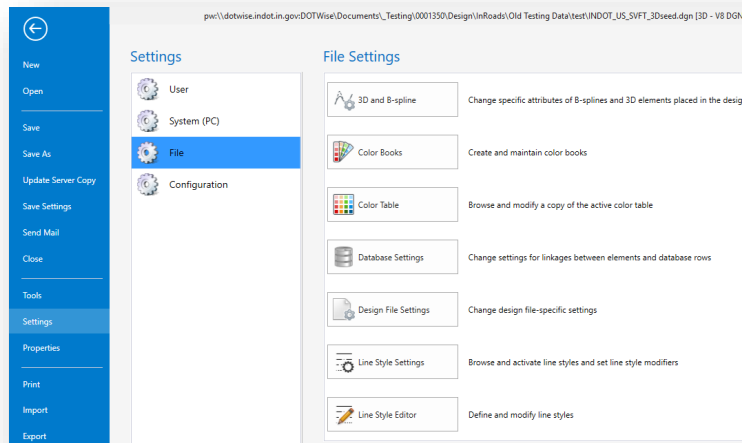 pw:\\dotwise.indot.in.gov:DOTWise\Documents\_Testing\0001350\Design\InRoads\Old Testing Data\test\INDOT_US_SVFT_3Dseed.dgn [3D - V8 DGN
New
Open
Save
Save As
Update Server Copy
Save Settings
Send Mail
Close
Tools
Settings
Properties
Print
Import
Export
Settings
User
System (PC)
File
Configuration
File Settings
3D and B-spline
Change specific attributes of B-splines and 3D elements placed in the desig
Color Books
Create and maintain color books
Color Table
Browse and modify a copy of the active color table
Database Settings
Change settings for linkages between elements and database rows
Design File Settings
Change design file-specific settings
Line Style Settings
Browse and activate line styles and set line style modifiers
Line Style Editor
Define and modify line styles